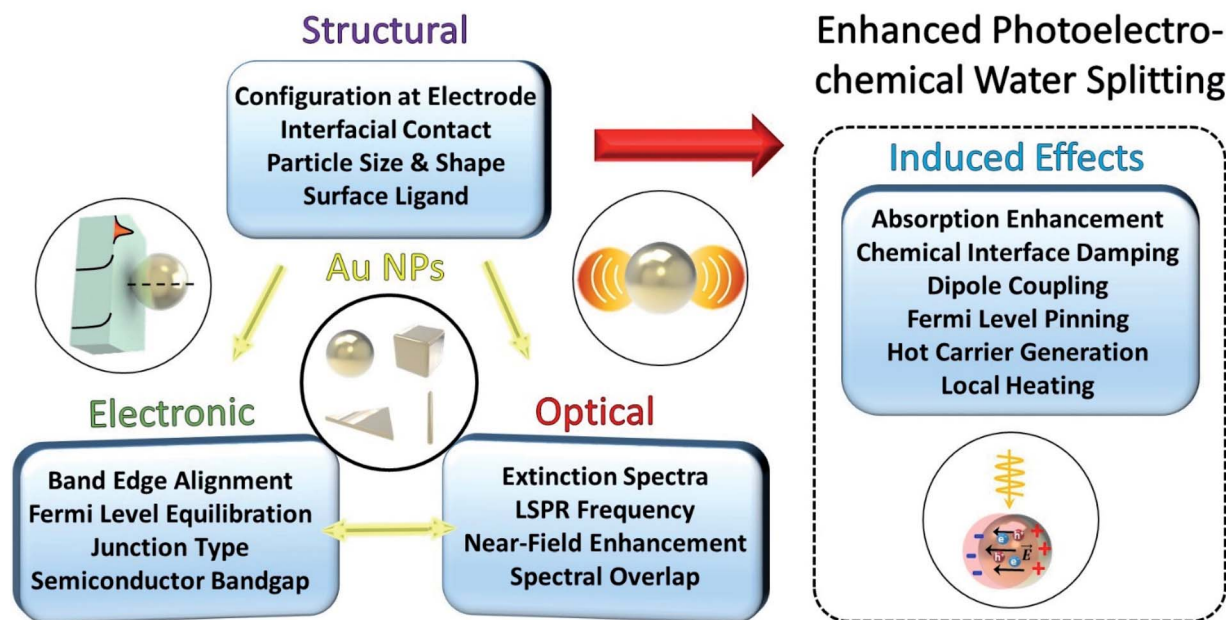 Structural
Configuration at Electrode
Interfacial Contact
Particle Size & Shape
Surface Ligand
Au NPs
Electronic
Band Edge Alignment
Fermi Level Equilibration
Junction Type
Semiconductor Bandgap
Optical
Extinction Spectra
LSPR Frequency
Near-Field Enhancement
Spectral Overlap
Enhanced Photoelectro-
chemical Water Splitting
Induced Effects
Absorption Enhancement
Chemical Interface Damping
Dipole Coupling
Fermi Level Pinning
Hot Carrier Generation
Local Heating
- + e⁻ h⁺
- E⃗ +
- h⁺ e⁻ +